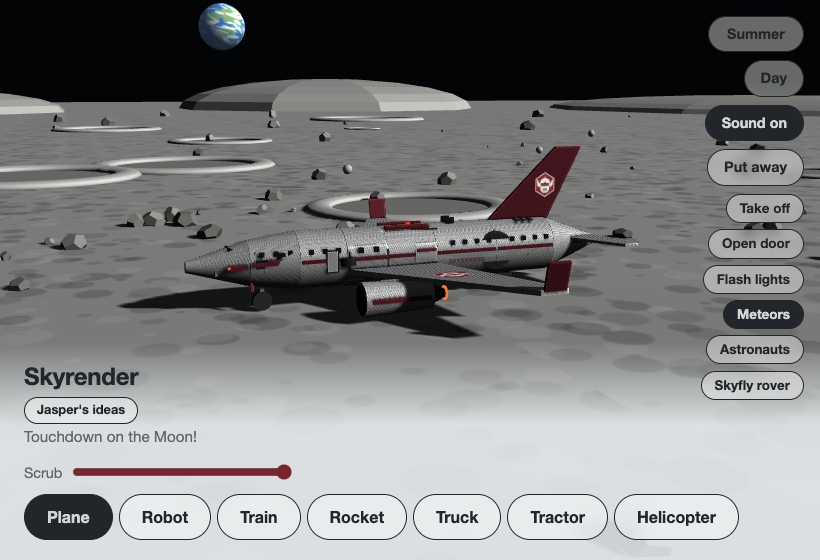 Summer
Day
Sound on
Put away
Take off
Open door
Flash lights
Meteors
Astronauts
Skyfly rover
Skyrender
Jasper's ideas
Touchdown on the Moon!
Scrub
Plane
Robot
Train
Rocket
Truck
Tractor
Helicopter